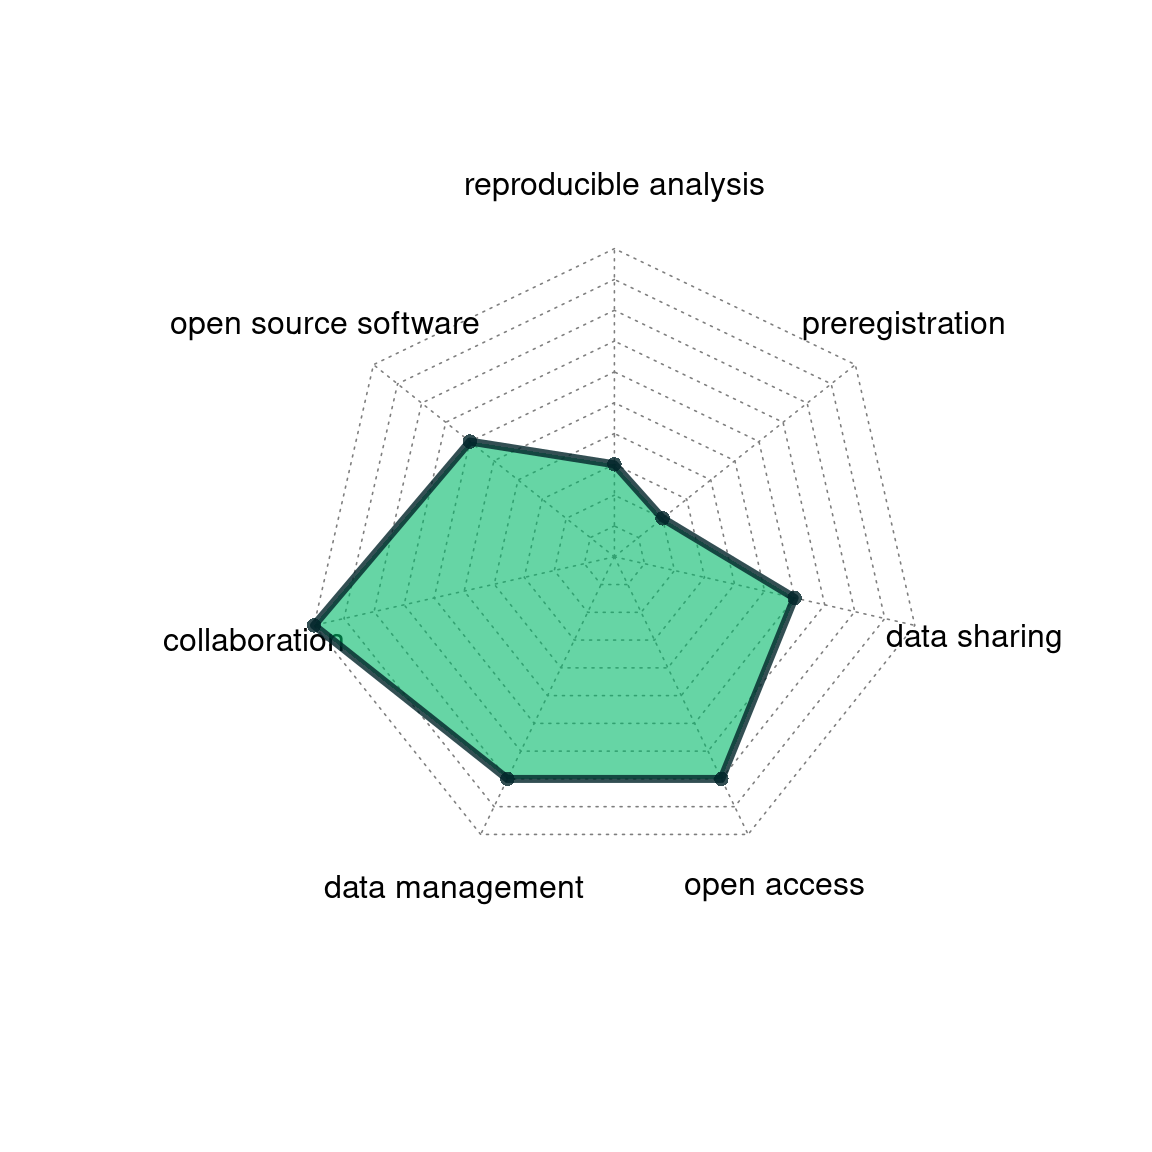 reproducible analysis
open source software
preregistration
collaboration
data sharing
data management
open access